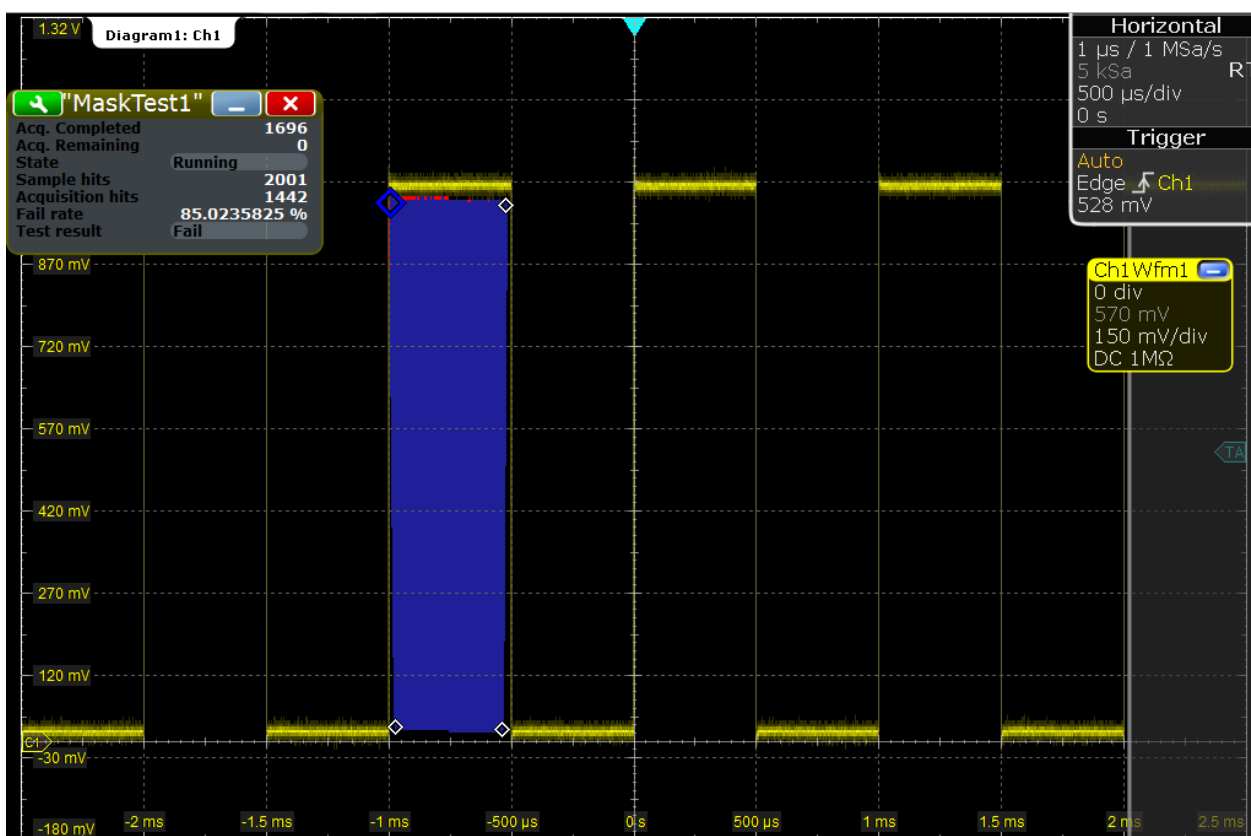 1.32 V
Diagram1: Ch1
"MaskTest1"
Acq. Completed 1696
Acq. Remaining 0
State Running
Sample hits 2001
Acquisition hits 1442
Fail rate 85.0235825 %
Test result Fail
Horizontal
1 µs / 1 MSa/s
5 kSa R
500 µs/div
0 s
Trigger
Auto
Edge Ch1
528 mV
Ch1Wfm1
0 div
570 mV
150 mV/div
DC 1MΩ
870 mV
720 mV
570 mV
TA
420 mV
270 mV
120 mV
C1
-30 mV
-180 mV
-2 ms -1.5 ms -1 ms -500 µs 0 s 500 µs 1 ms 1.5 ms 2 ms 2.5 ms